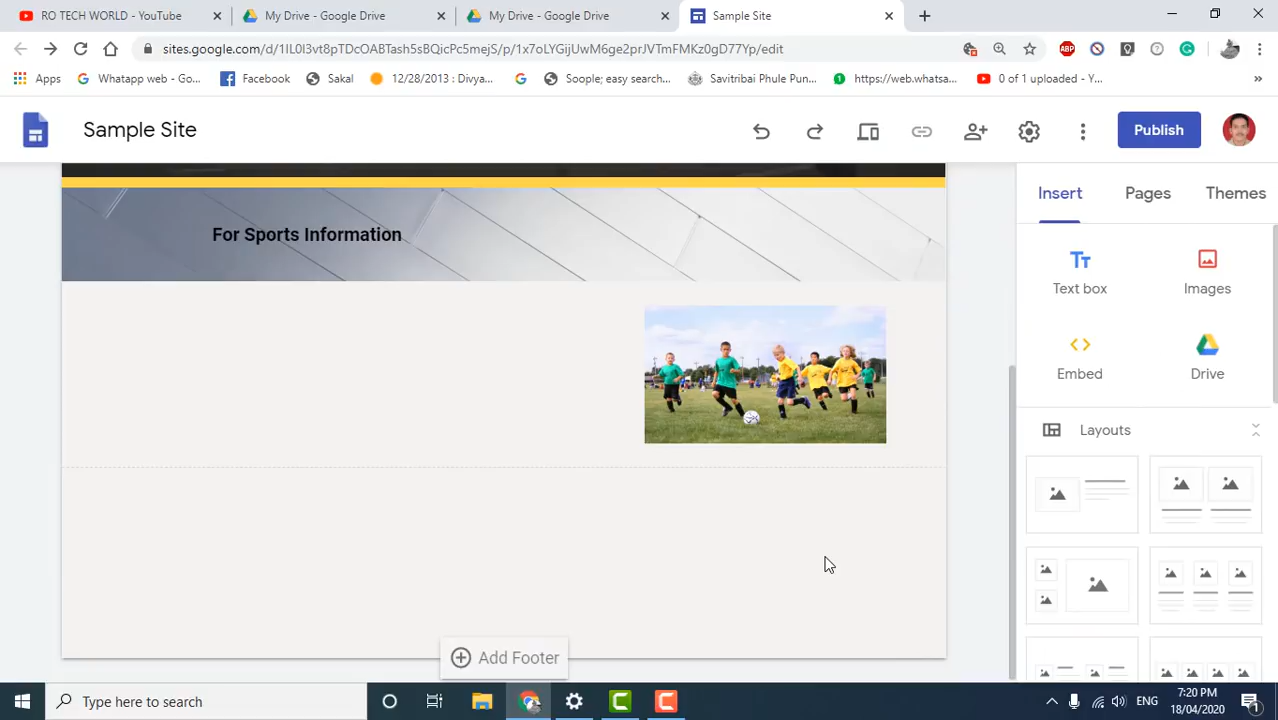 RO TECH WORLD - YouTube
My Drive - Google Drive
My Drive - Google Drive
Sample Site
sites.google.com/d/1IL0l3vt8pTDcOABTash5sBQicPc5mejS/p/1x7oLYGijUwM6ge2prJVTmFMKz0gD77Yp/edit
ABP
Apps
Whatapp web - Go...
Facebook
Sakal
12/28/2013 : Divya...
Soople; easy search...
Savitribai Phule Pun...
https://web.whatsa...
0 of 1 uploaded - Y...
Sample Site
Publish
Insert
Pages
Themes
For Sports Information
Tt
Text box
Images
Embed
Drive
Layouts
Add Footer
Type here to search
ENG
7:20 PM
18/04/2020